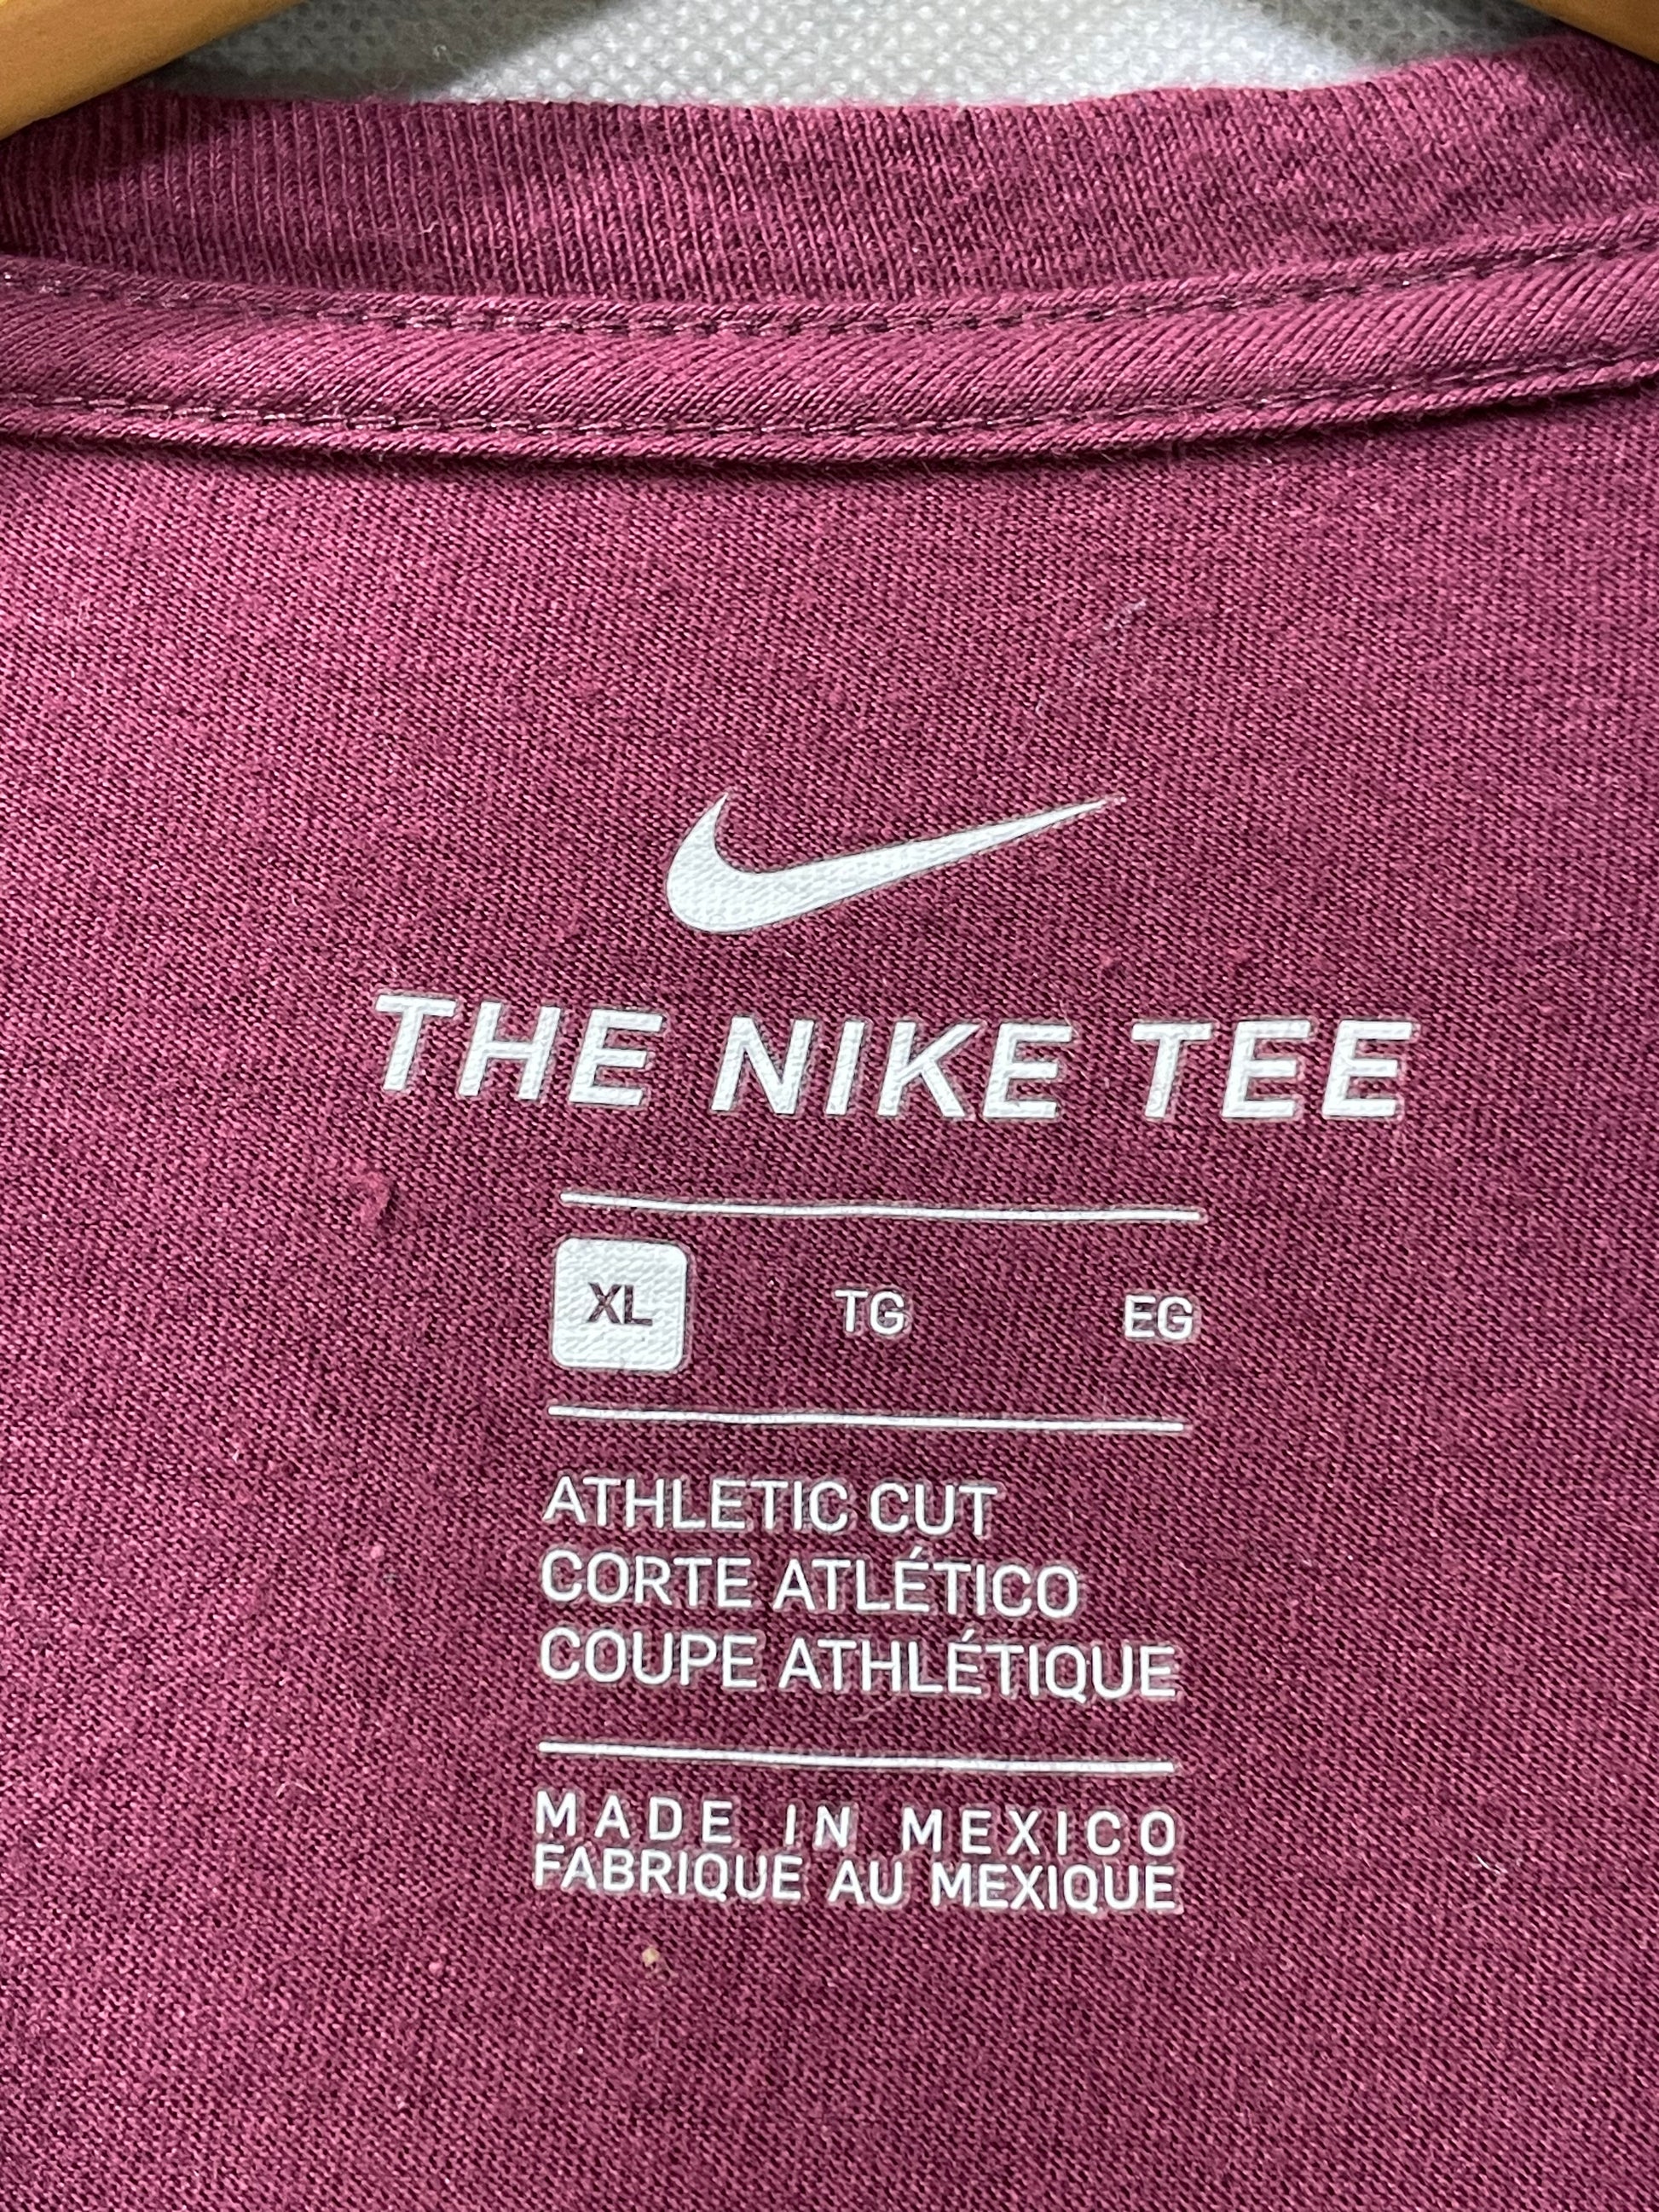 THE NIKE TEE
XL TG EG
ATHLETIC CUT
CORTE ATLÉTICO
COUPE ATHLÉTIQUE
MADE IN MEXICO
FABRIQUE AU MEXIQUE